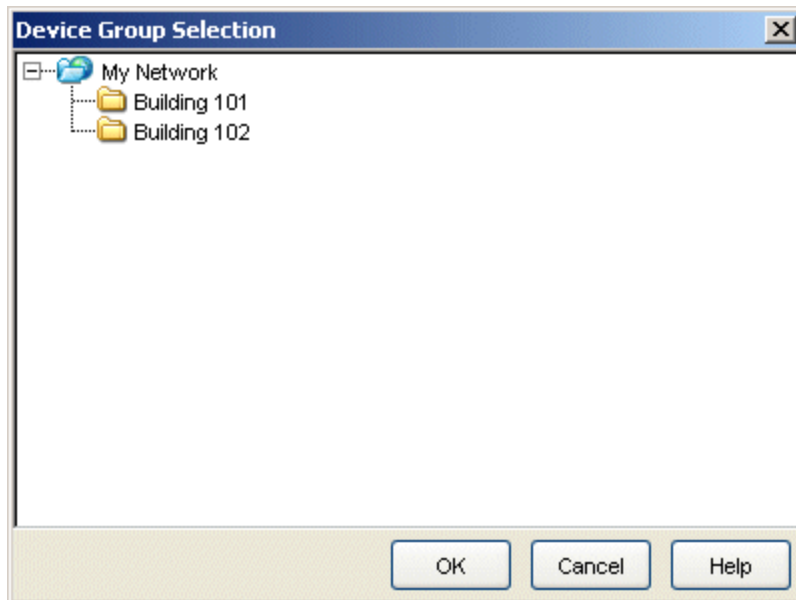 Device Group Selection
My Network
Building 101
Building 102
OK Cancel Help